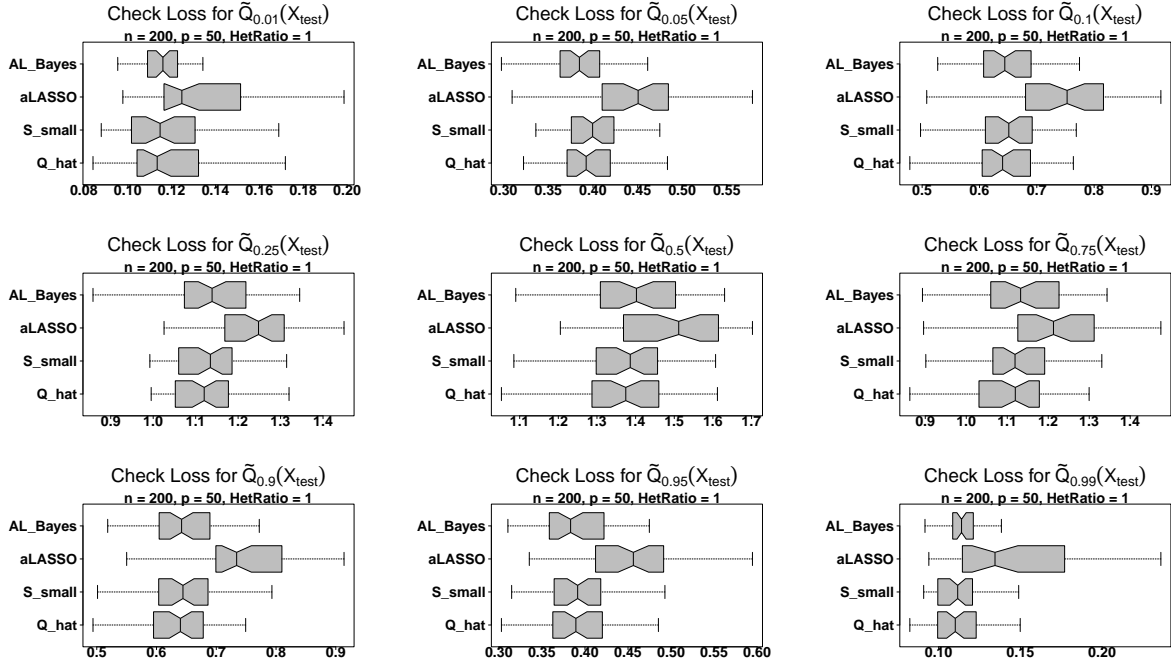 Check Loss for Q̃0.01(Xtest)
n = 200, p = 50, HetRatio = 1
AL_Bayes
aLASSO
S_small
Q_hat
0.08 0.10 0.12 0.14 0.16 0.18 0.20
Check Loss for Q̃0.05(Xtest)
n = 200, p = 50, HetRatio = 1
AL_Bayes
aLASSO
S_small
Q_hat
0.30 0.35 0.40 0.45 0.50 0.55
Check Loss for Q̃0.1(Xtest)
n = 200, p = 50, HetRatio = 1
AL_Bayes
aLASSO
S_small
Q_hat
0.5 0.6 0.7 0.8 0.9
Check Loss for Q̃0.25(Xtest)
n = 200, p = 50, HetRatio = 1
AL_Bayes
aLASSO
S_small
Q_hat
0.9 1.0 1.1 1.2 1.3 1.4
Check Loss for Q̃0.5(Xtest)
n = 200, p = 50, HetRatio = 1
AL_Bayes
aLASSO
S_small
Q_hat
1.1 1.2 1.3 1.4 1.5 1.6 1.7
Check Loss for Q̃0.75(Xtest)
n = 200, p = 50, HetRatio = 1
AL_Bayes
aLASSO
S_small
Q_hat
0.9 1.0 1.1 1.2 1.3 1.4
Check Loss for Q̃0.9(Xtest)
n = 200, p = 50, HetRatio = 1
AL_Bayes
aLASSO
S_small
Q_hat
0.5 0.6 0.7 0.8 0.9
Check Loss for Q̃0.95(Xtest)
n = 200, p = 50, HetRatio = 1
AL_Bayes
aLASSO
S_small
Q_hat
0.30 0.35 0.40 0.45 0.50 0.55 0.60
Check Loss for Q̃0.99(Xtest)
n = 200, p = 50, HetRatio = 1
AL_Bayes
aLASSO
S_small
Q_hat
0.10 0.20